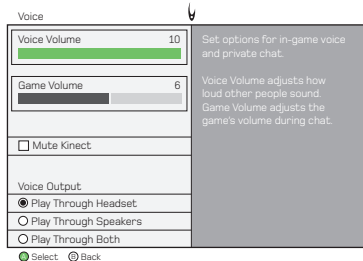 Voice
Voice Volume 10
Game Volume 6
Mute Kinect
Voice Output
Play Through Headset
Play Through Speakers
Play Through Both
Set options for in-game voice
and private chat.
Voice Volume adjusts how
loud other people sound.
Game Volume adjusts the
game's volume during chat.
A Select B Back